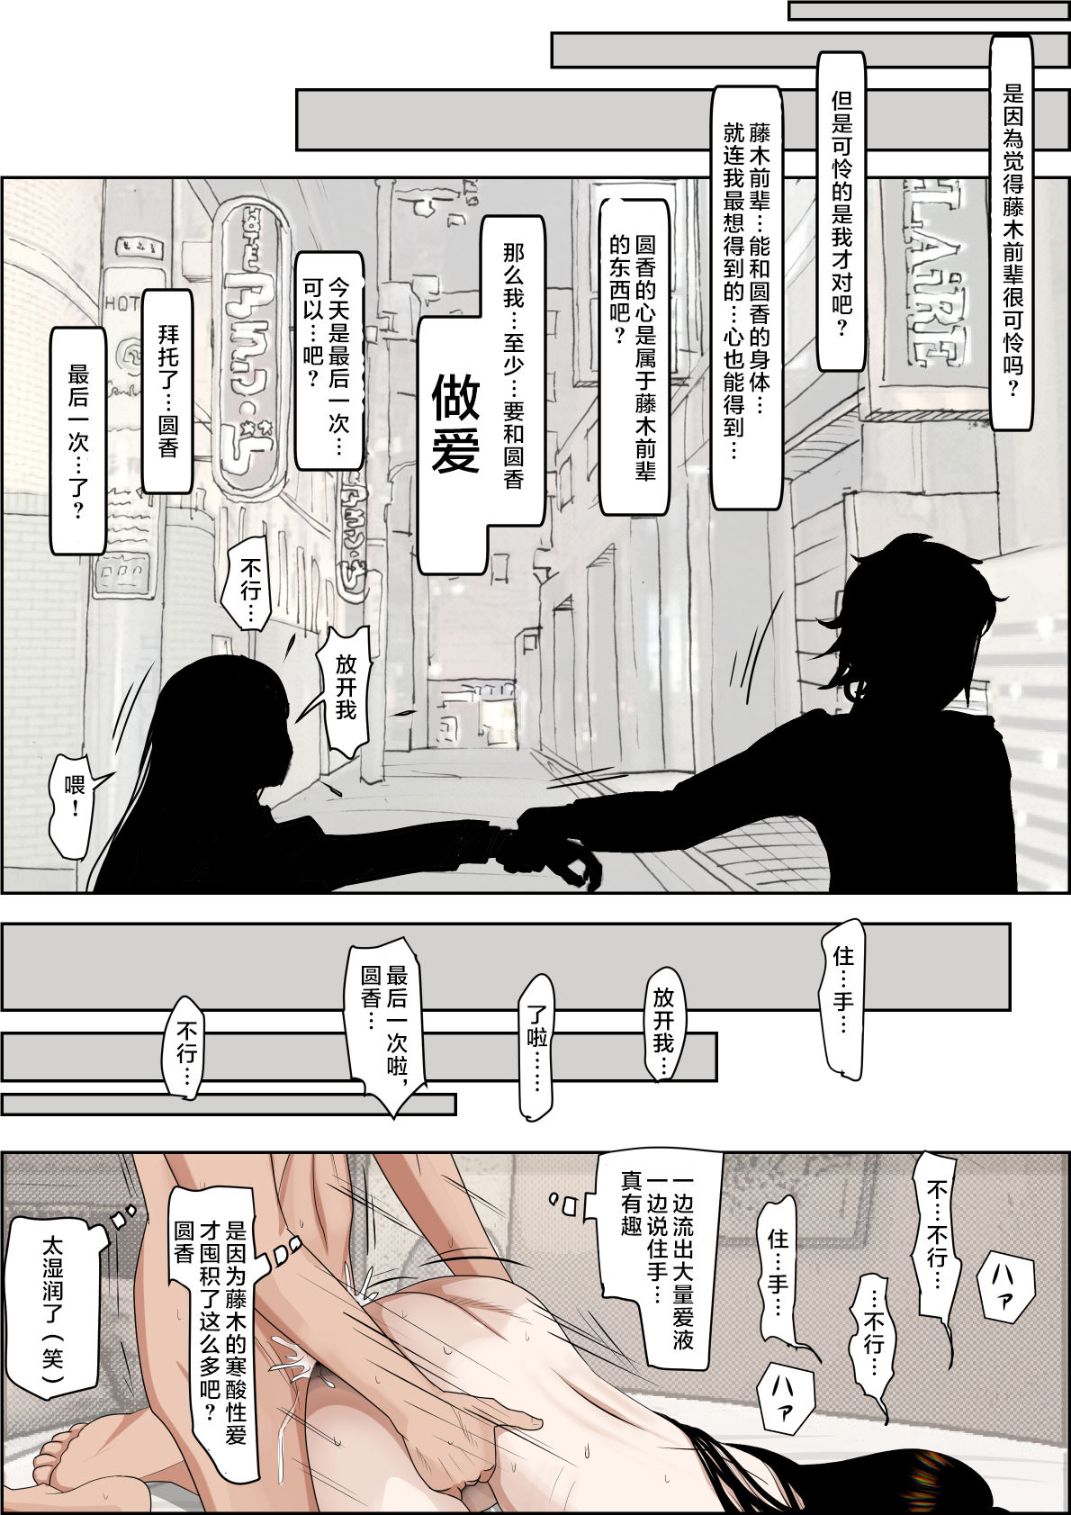 是因為觉得藤木前辈很可怜吗？
但是可怜的是我才对吧？
藤木前辈…能和圆香的身体…
就连我最想得到的…心也能得到…
圆香的心是属于藤木前辈
的东西吧？
那么我…至少…要和圆香
做爱
今天是最后一次…
可以…吧？
拜托了…圆香
最后一次…了？
HLARE
HOTEL
HOT
不行…
放开我
喂！
住…手…
放开我…
了啦……
最后一次啦，
圆香…
不行…
不…不行…
ハァ
…不行…
住…手…
ハァ
一边流出大量爱液
一边说住手…
真有趣
是因为藤木的寒酸性爱
才囤积了这么多吧？
圆香
太湿润了（笑）